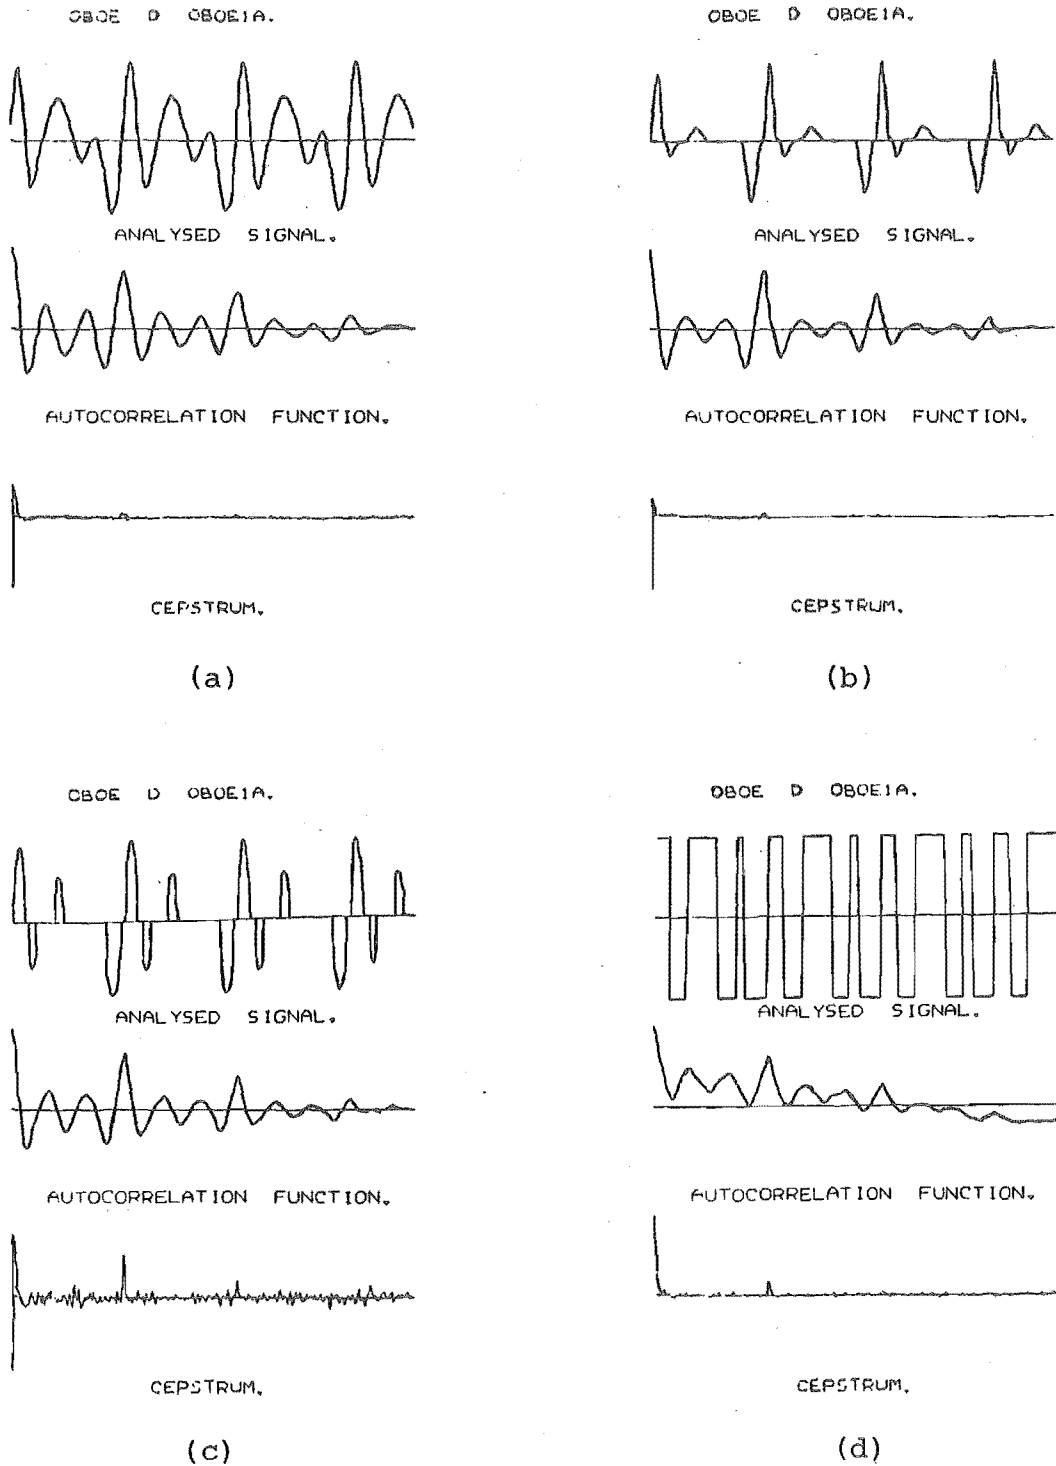 OBOE D OBOE1A.
ANALYSED SIGNAL.
AUTOCORRELATION FUNCTION.
CEPSTRUM.
(a)
OBOE D OBOE1A.
ANALYSED SIGNAL.
AUTOCORRELATION FUNCTION.
CEPSTRUM.
(b)
OBOE D OBOE1A.
ANALYSED SIGNAL.
AUTOCORRELATION FUNCTION.
CEPSTRUM.
(c)
OBOE D OBOE1A.
ANALYSED SIGNAL.
AUTOCORRELATION FUNCTION.
CEPSTRUM.
(d)